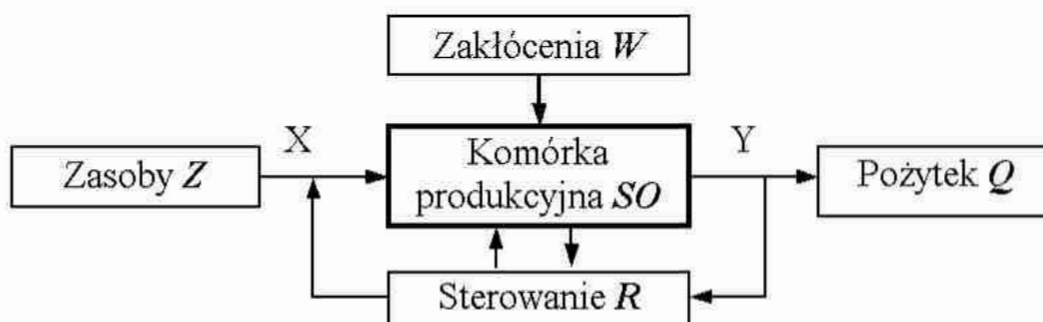 Zakłócenia W
X
Y
Zasoby Z
Komórka
produkcyjna SO
Pożytek Q
Sterowanie R